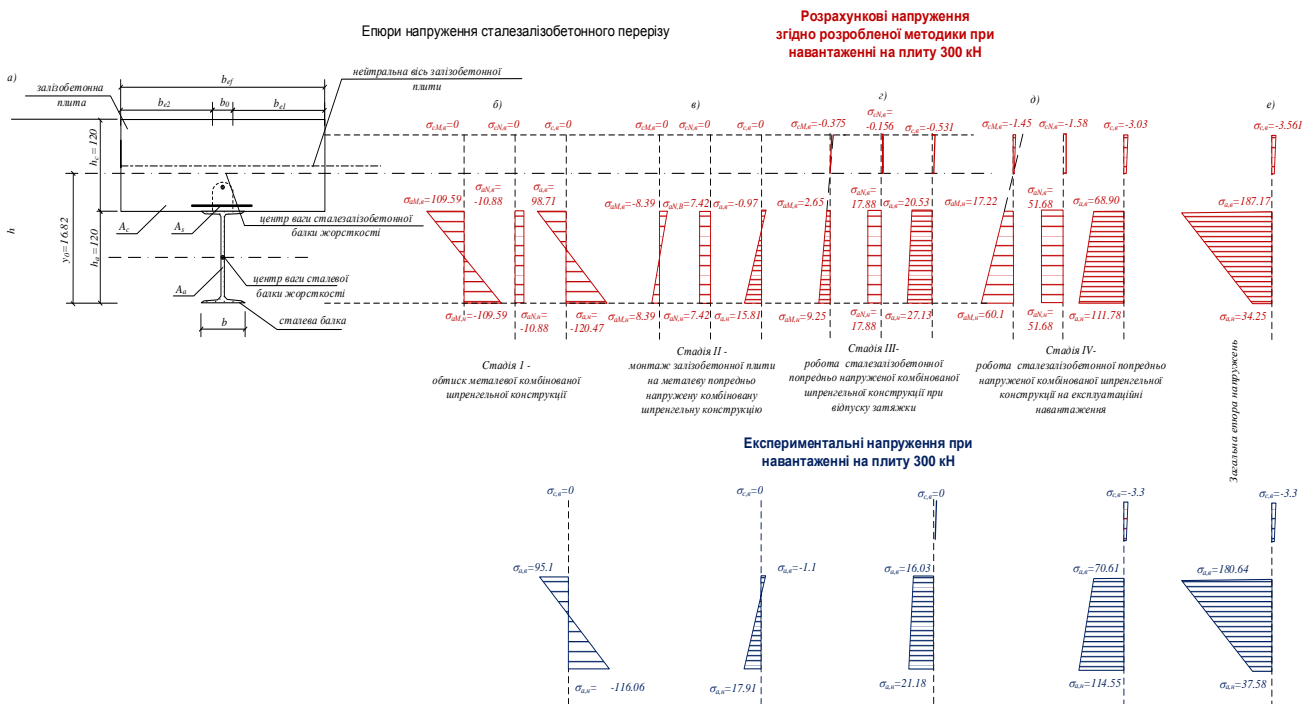 Епюри напруження сталезалізобетонного перерізу
Розрахункові напруження
згідно розробленої методики при
навантаженні на плиту 300 кН
а)
залізобетонна
плита
b_ef
b_e2
b_0
b_e1
нейтральна вісь залізобетонної
плити
h
h_c=120
y_0=16.82
h_a=120
A_c
A_s
A_a
b
центр ваги сталезалізобетонної
балки жорсткості
центр ваги сталевої
балки жорсткості
сталева балка
б)
σ_cM,в=0
σ_cN,в=0
σ_c,в=0
σ_aM,в=109.59
σ_aN,в=
-10.88
σ_a,в=
98.71
σ_aM,н=-109.59
σ_aN,н=
-10.88
σ_a,н=
-120.47
Стадія I -
обтиск металевої комбінованої
шпренгельної конструкції
в)
σ_cM,в=0
σ_cN,в=0
σ_c,в=0
σ_aM,в=-8.39
σ_aN,В=7.42
σ_a,в=-0.97
σ_aM,н=8.39
σ_aN,н=7.42
σ_a,н=15.81
Стадія II -
монтаж залізобетонної плити
на металеву попредньо
напружену комбіновану
шпренгельну конструкцію
г)
σ_cM,в=-0.375
σ_cN,в=
-0.156
σ_c,в=-0.531
σ_aM,в=2.65
σ_aN,в=
17.88
σ_a,в=20.53
σ_aM,н=9.25
σ_aN,н=
17.88
σ_a,н=27.13
Стадія III-
робота сталезалізобетонної
попредньо напруженої комбінованої
шпренгельної конструкції при
відпуску затяжки
д)
σ_cM,в=-1.45
σ_cN,в=-1.58
σ_c,в=-3.03
σ_aM,в=17.22
σ_aN,в=
51.68
68.90
σ_aM,н=60.1
σ_aN,н=
51.68
σ_a,н=111.78
Стадія IV-
робота сталезалізобетонної попредньо
напруженої комбінованої шпренгельної
конструкції на експлуатаційні
навантаження
е)
σ_c,в=-3.561
σ_a,в=187.17
σ_a,н=34.25
Загальна епюра напружень
Експериментальні напруження при
навантаженні на плиту 300 кН
σ_c,в=0
σ_a,в=95.1
σ_a,н= -116.06
σ_c,в=0
σ_a,в=-1.1
σ_a,н=17.91
σ_c,в=0
σ_a,в=16.03
σ_a,н=
21.18
σ_c,в=-3.3
σ_a,в=70.61
σ_a,н=114.55
σ_c,в=-3.3
σ_a,в=180.64
σ_a,н=37.58